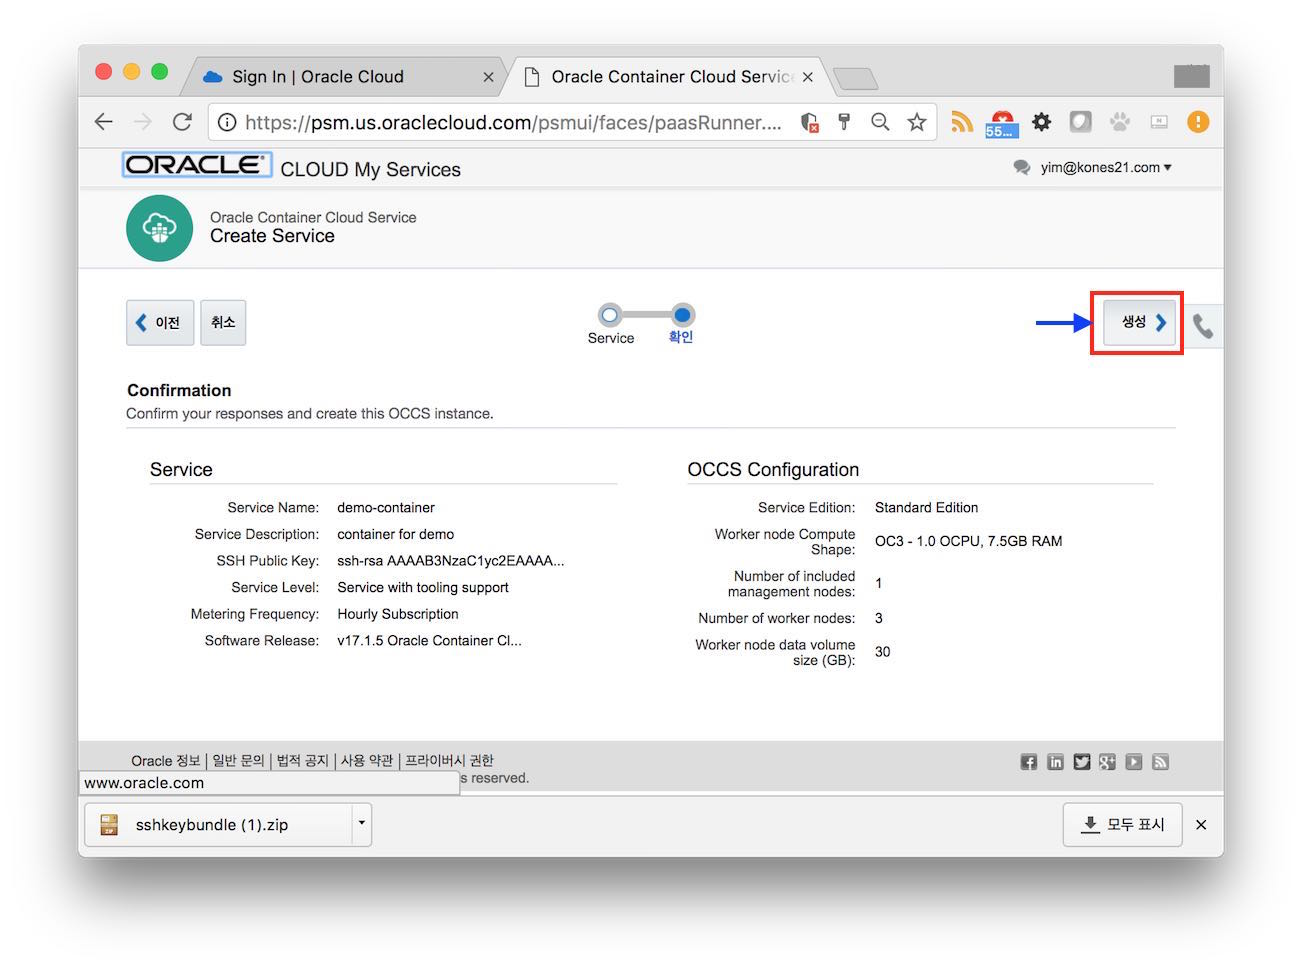 Sign In | Oracle Cloud
Oracle Container Cloud Servic
https://psm.us.oraclecloud.com/psmui/faces/paasRunner....
55...
ORACLE CLOUD My Services
yim@kones21.com
Oracle Container Cloud Service
Create Service
이전
취소
Service
확인
생성
Confirmation
Confirm your responses and create this OCCS instance.
Service
Service Name: demo-container
Service Description: container for demo
SSH Public Key: ssh-rsa AAAAB3NzaC1yc2EAAAA...
Service Level: Service with tooling support
Metering Frequency: Hourly Subscription
Software Release: v17.1.5 Oracle Container Cl...
OCCS Configuration
Service Edition: Standard Edition
Worker node Compute
Shape: OC3 - 1.0 OCPU, 7.5GB RAM
Number of included
management nodes: 1
Number of worker nodes: 3
Worker node data volume
size (GB): 30
Oracle 정보 | 일반 문의 | 법적 공지 | 사용 약관 | 프라이버시 권한
s reserved.
www.oracle.com
sshkeybundle (1).zip
모두 표시